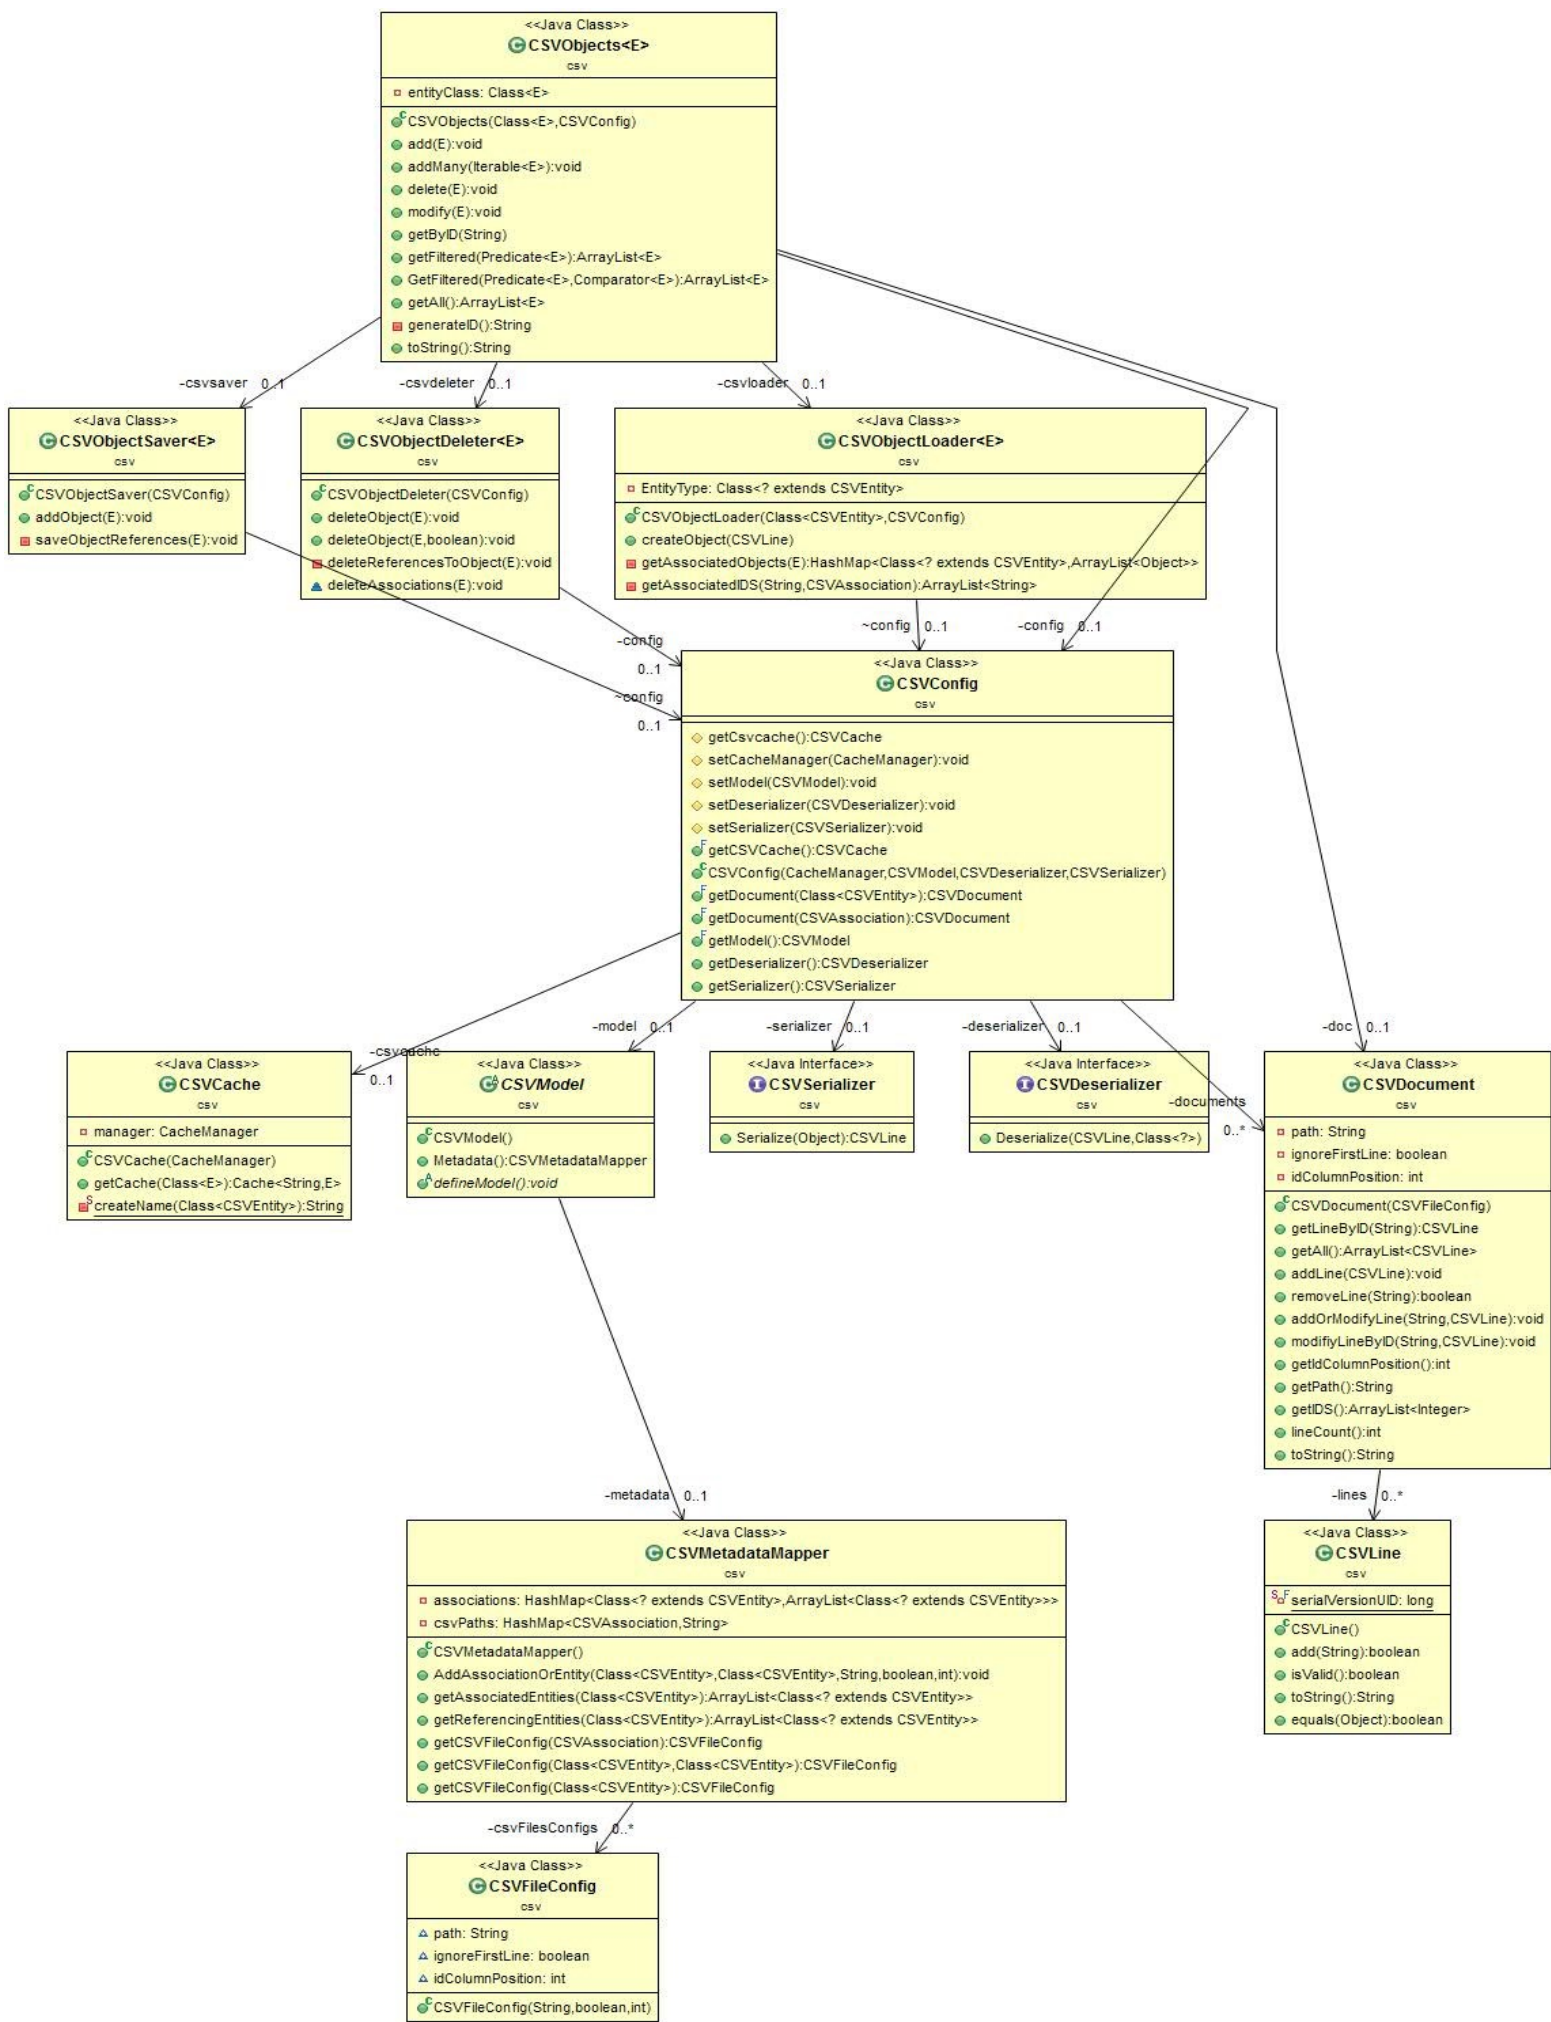 <<Java Class>>
CSVObjects<E>
csv
entityClass: Class<E>
CSVObjects(Class<E>,CSVConfig)
add(E):void
addMany(Iterable<E>):void
delete(E):void
modify(E):void
getByID(String)
getFiltered(Predicate<E>):ArrayList<E>
GetFiltered(Predicate<E>,Comparator<E>):ArrayList<E>
getAll():ArrayList<E>
generateID():String
toString():String
-csvsaver 0..1
-csvdeleter 0..1
-csvloader 0..1
<<Java Class>>
CSVObjectSaver<E>
csv
CSVObjectSaver(CSVConfig)
addObject(E):void
saveObjectReferences(E):void
<<Java Class>>
CSVObjectDeleter<E>
csv
CSVObjectDeleter(CSVConfig)
deleteObject(E):void
deleteObject(E,boolean):void
deleteReferencesToObject(E):void
deleteAssociations(E):void
<<Java Class>>
CSVObjectLoader<E>
csv
EntityType: Class<? extends CSVEntity>
CSVObjectLoader(Class<CSVEntity>,CSVConfig)
createObject(CSVLine)
getAssociatedObjects(E):HashMap<Class<? extends CSVEntity>,ArrayList<Object>>
getAssociatedIDS(String,CSVAssociation):ArrayList<String>
-config
0..1
~config
0..1
~config 0..1
-config 0..1
<<Java Class>>
CSVConfig
csv
getCsvcache():CSVCache
setCacheManager(CacheManager):void
setModel(CSVModel):void
setDeserializer(CSVDeserializer):void
setSerializer(CSVSerializer):void
getCSVCache():CSVCache
CSVConfig(CacheManager,CSVModel,CSVDeserializer,CSVSerializer)
getDocument(Class<CSVEntity>):CSVDocument
getDocument(CSVAssociation):CSVDocument
getModel():CSVModel
getDeserializer():CSVDeserializer
getSerializer():CSVSerializer
-csvcache
0..1
-model 0..1
-serializer 0..1
-deserializer 0..1
-documents
0..*
-doc 0..1
<<Java Class>>
CSVCache
csv
manager: CacheManager
CSVCache(CacheManager)
getCache(Class<E>):Cache<String,E>
createName(Class<CSVEntity>):String
<<Java Class>>
CSVModel
csv
CSVModel()
Metadata():CSVMetadataMapper
defineModel():void
<<Java Interface>>
CSVSerializer
csv
Serialize(Object):CSVLine
<<Java Interface>>
CSVDeserializer
csv
Deserialize(CSVLine,Class<?>)
<<Java Class>>
CSVDocument
csv
path: String
ignoreFirstLine: boolean
idColumnPosition: int
CSVDocument(CSVFileConfig)
getLineByID(String):CSVLine
getAll():ArrayList<CSVLine>
addLine(CSVLine):void
removeLine(String):boolean
addOrModifyLine(String,CSVLine):void
modifiyLineByID(String,CSVLine):void
getIdColumnPosition():int
getPath():String
getIDS():ArrayList<Integer>
lineCount():int
toString():String
-metadata 0..1
-lines 0..*
<<Java Class>>
CSVMetadataMapper
csv
associations: HashMap<Class<? extends CSVEntity>,ArrayList<Class<? extends CSVEntity>>>
csvPaths: HashMap<CSVAssociation,String>
CSVMetadataMapper()
AddAssociationOrEntity(Class<CSVEntity>,Class<CSVEntity>,String,boolean,int):void
getAssociatedEntities(Class<CSVEntity>):ArrayList<Class<? extends CSVEntity>>
getReferencingEntities(Class<CSVEntity>):ArrayList<Class<? extends CSVEntity>>
getCSVFileConfig(CSVAssociation):CSVFileConfig
getCSVFileConfig(Class<CSVEntity>,Class<CSVEntity>):CSVFileConfig
getCSVFileConfig(Class<CSVEntity>):CSVFileConfig
<<Java Class>>
CSVLine
csv
serialVersionUID: long
CSVLine()
add(String):boolean
isValid():boolean
toString():String
equals(Object):boolean
-csvFilesConfigs 0..*
<<Java Class>>
CSVFileConfig
csv
path: String
ignoreFirstLine: boolean
idColumnPosition: int
CSVFileConfig(String,boolean,int)